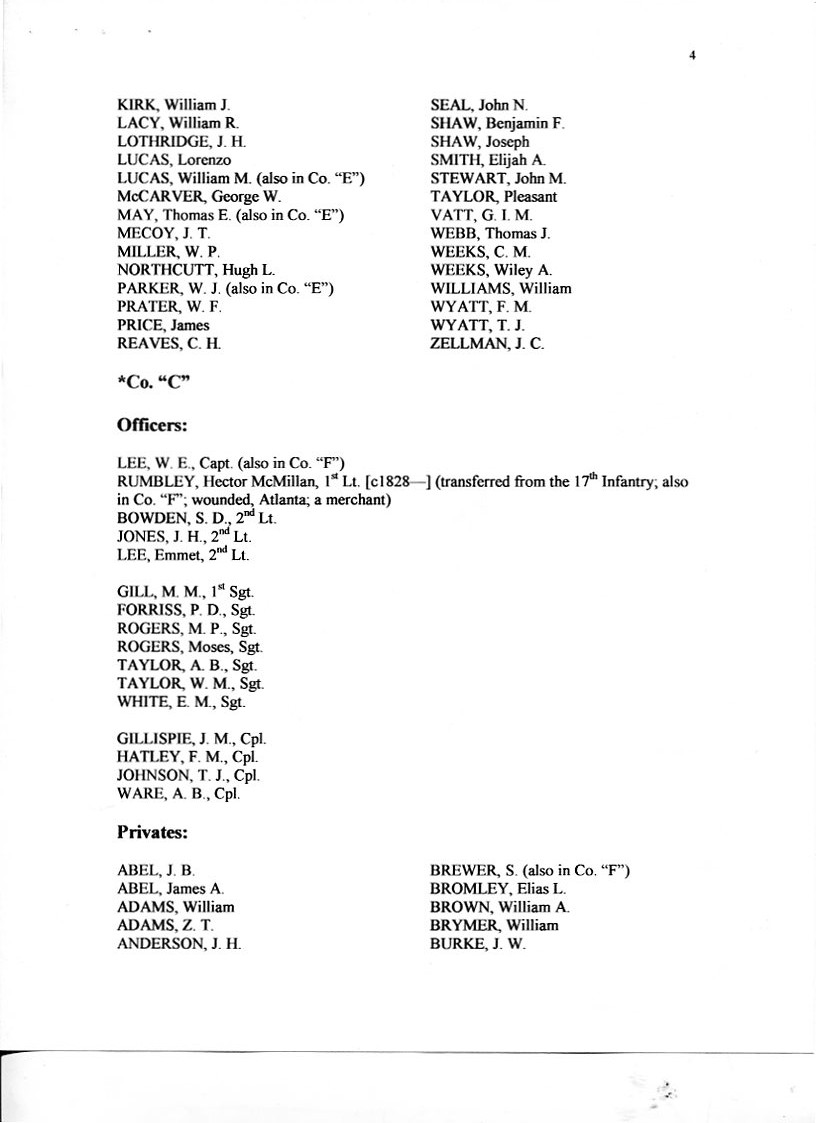 4
KIRK, William J.
LACY, William R.
LOTHRIDGE, J. H.
LUCAS, Lorenzo
LUCAS, William M. (also in Co. “E”)
McCARVER, George W.
MAY, Thomas E. (also in Co. “E”)
MECOY, J. T.
MILLER, W. P.
NORTHCUTT, Hugh L.
PARKER, W. J. (also in Co. “E”)
PRATER, W. F.
PRICE, James
REAVES, C. H.
SEAL, John N.
SHAW, Benjamin F.
SHAW, Joseph
SMITH, Elijah A.
STEWART, John M.
TAYLOR, Pleasant
VATT, G. I. M.
WEBB, Thomas J.
WEEKS, C. M.
WEEKS, Wiley A.
WILLIAMS, William
WYATT, F. M.
WYATT, T. J.
ZELLMAN, J. C.
*Co. “C”
Officers:
LEE, W. E., Capt. (also in Co. “F”)
RUMBLEY, Hector McMillan, 1st Lt. [c1828—] (transferred from the 17th Infantry; also
in Co. “F”; wounded, Atlanta; a merchant)
BOWDEN, S. D., 2nd Lt.
JONES, J. H., 2nd Lt.
LEE, Emmet, 2nd Lt.
GILL, M. M., 1st Sgt.
FORRISS, P. D., Sgt.
ROGERS, M. P., Sgt.
ROGERS, Moses, Sgt.
TAYLOR, A. B., Sgt.
TAYLOR, W. M., Sgt.
WHITE, E. M., Sgt.
GILLISPIE, J. M., Cpl.
HATLEY, F. M., Cpl.
JOHNSON, T. J., Cpl.
WARE, A. B., Cpl.
Privates:
ABEL, J. B.
ABEL, James A.
ADAMS, William
ADAMS, Z. T.
ANDERSON, J. H.
BREWER, S. (also in Co. “F”)
BROMLEY, Elias L.
BROWN, William A.
BRYMER, William
BURKE, J. W.